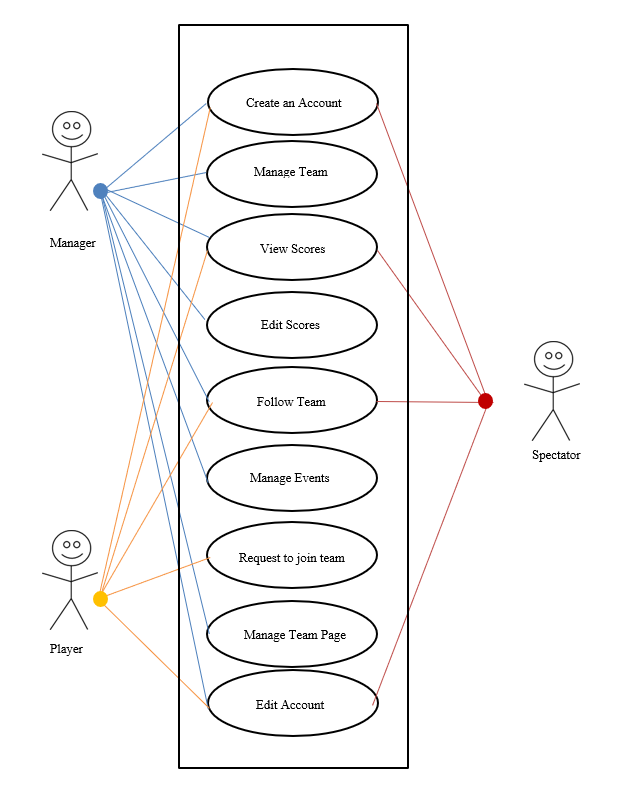 Create an Account
Manage Team
View Scores
Edit Scores
Follow Team
Manage Events
Request to join team
Manage Team Page
Edit Account
Manager
Player
Spectator